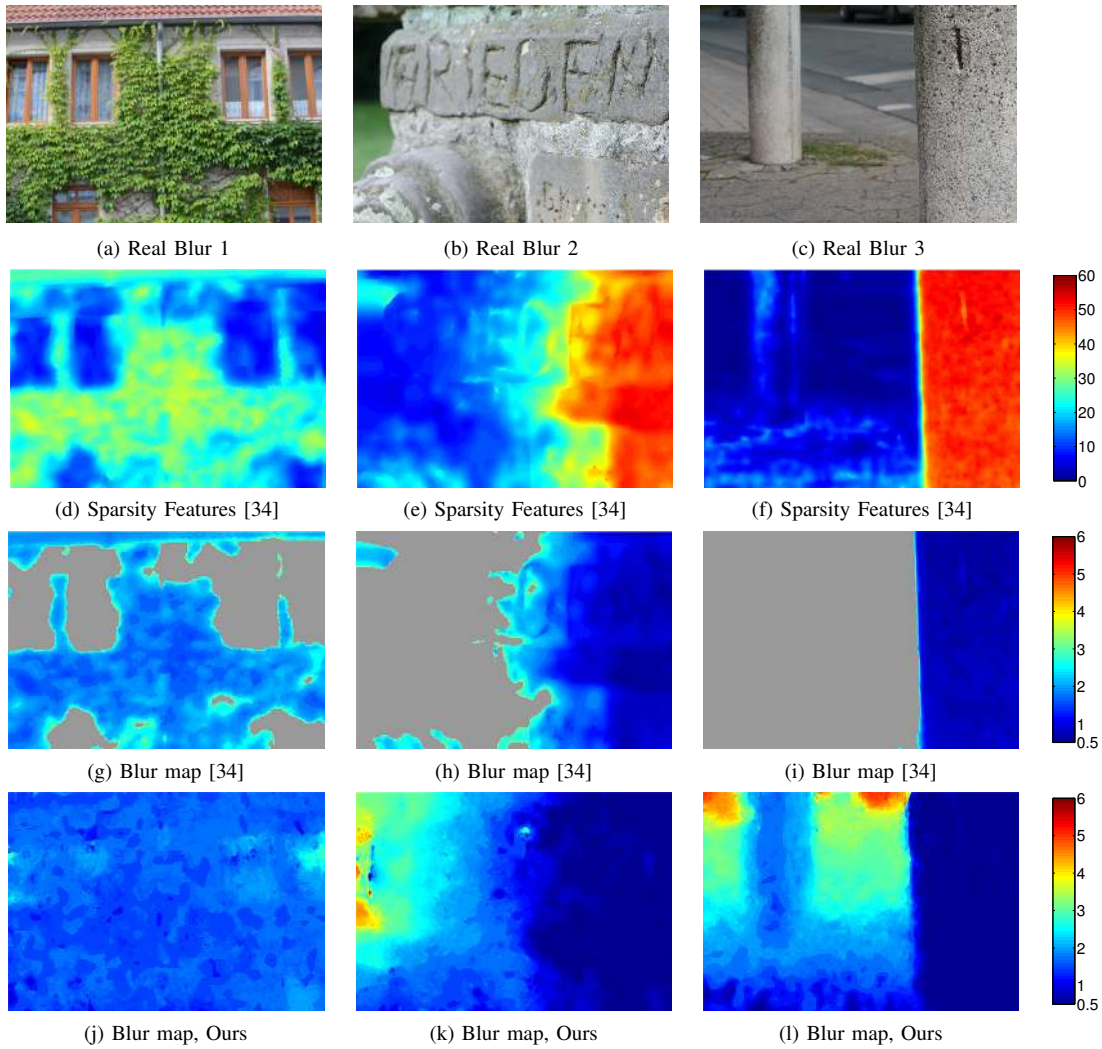 FRIEDEN
(a) Real Blur 1
(b) Real Blur 2
(c) Real Blur 3
60
50
40
30
20
10
0
(d) Sparsity Features [34]
(e) Sparsity Features [34]
(f) Sparsity Features [34]
6
5
4
3
2
1
0.5
(g) Blur map [34]
(h) Blur map [34]
(i) Blur map [34]
6
5
4
3
2
1
0.5
(j) Blur map, Ours
(k) Blur map, Ours
(l) Blur map, Ours